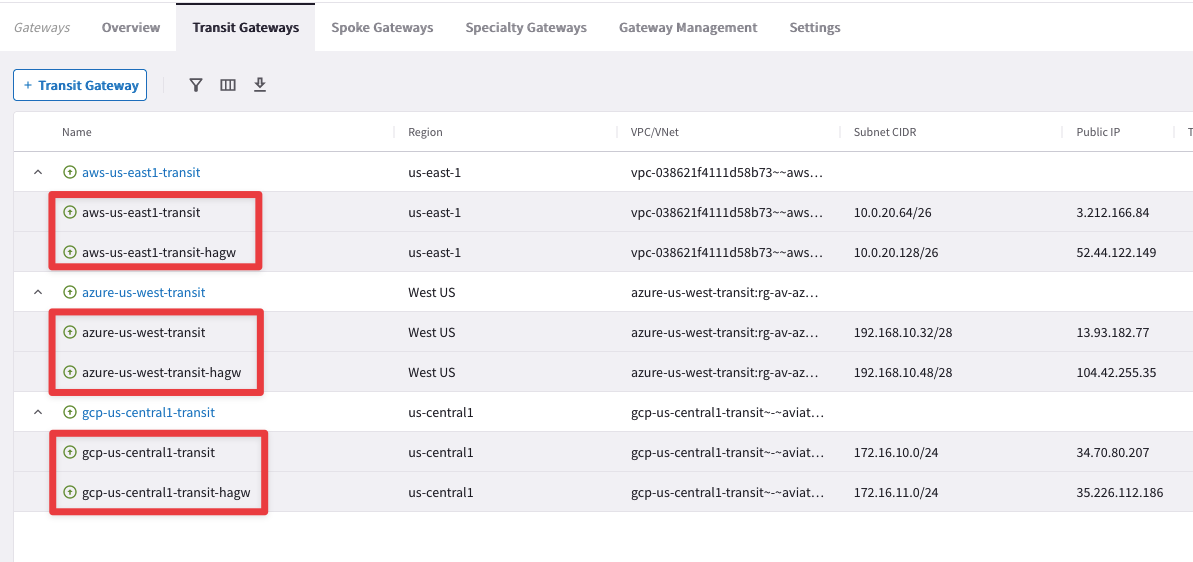 Gateways Overview Transit Gateways Spoke Gateways Specialty Gateways Gateway Management Settings
+ Transit Gateway
Name Region VPC/VNet Subnet CIDR Public IP T
aws-us-east1-transit us-east-1 vpc-038621f4111d58b73~~aws…
aws-us-east1-transit us-east-1 vpc-038621f4111d58b73~~aws… 10.0.20.64/26 3.212.166.84
aws-us-east1-transit-hagw us-east-1 vpc-038621f4111d58b73~~aws… 10.0.20.128/26 52.44.122.149
azure-us-west-transit West US azure-us-west-transit:rg-av-az…
azure-us-west-transit West US azure-us-west-transit:rg-av-az… 192.168.10.32/28 13.93.182.77
azure-us-west-transit-hagw West US azure-us-west-transit:rg-av-az… 192.168.10.48/28 104.42.255.35
gcp-us-central1-transit us-central1 gcp-us-central1-transit~-~aviat…
gcp-us-central1-transit us-central1 gcp-us-central1-transit~-~aviat… 172.16.10.0/24 34.70.80.207
gcp-us-central1-transit-hagw us-central1 gcp-us-central1-transit~-~aviat… 172.16.11.0/24 35.226.112.186